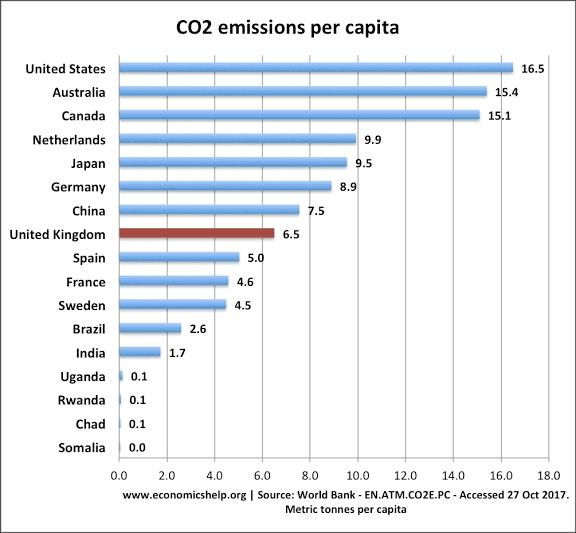 CO2 emissions per capita
United States 16.5
Australia 15.4
Canada 15.1
Netherlands 9.9
Japan 9.5
Germany 8.9
China 7.5
United Kingdom 6.5
Spain 5.0
France 4.6
Sweden 4.5
Brazil 2.6
India 1.7
Uganda 0.1
Rwanda 0.1
Chad 0.1
Somalia 0.0
0.0 2.0 4.0 6.0 8.0 10.0 12.0 14.0 16.0 18.0
www.economicshelp.org | Source: World Bank - EN.ATM.CO2E.PC - Accessed 27 Oct 2017.
Metric tonnes per capita